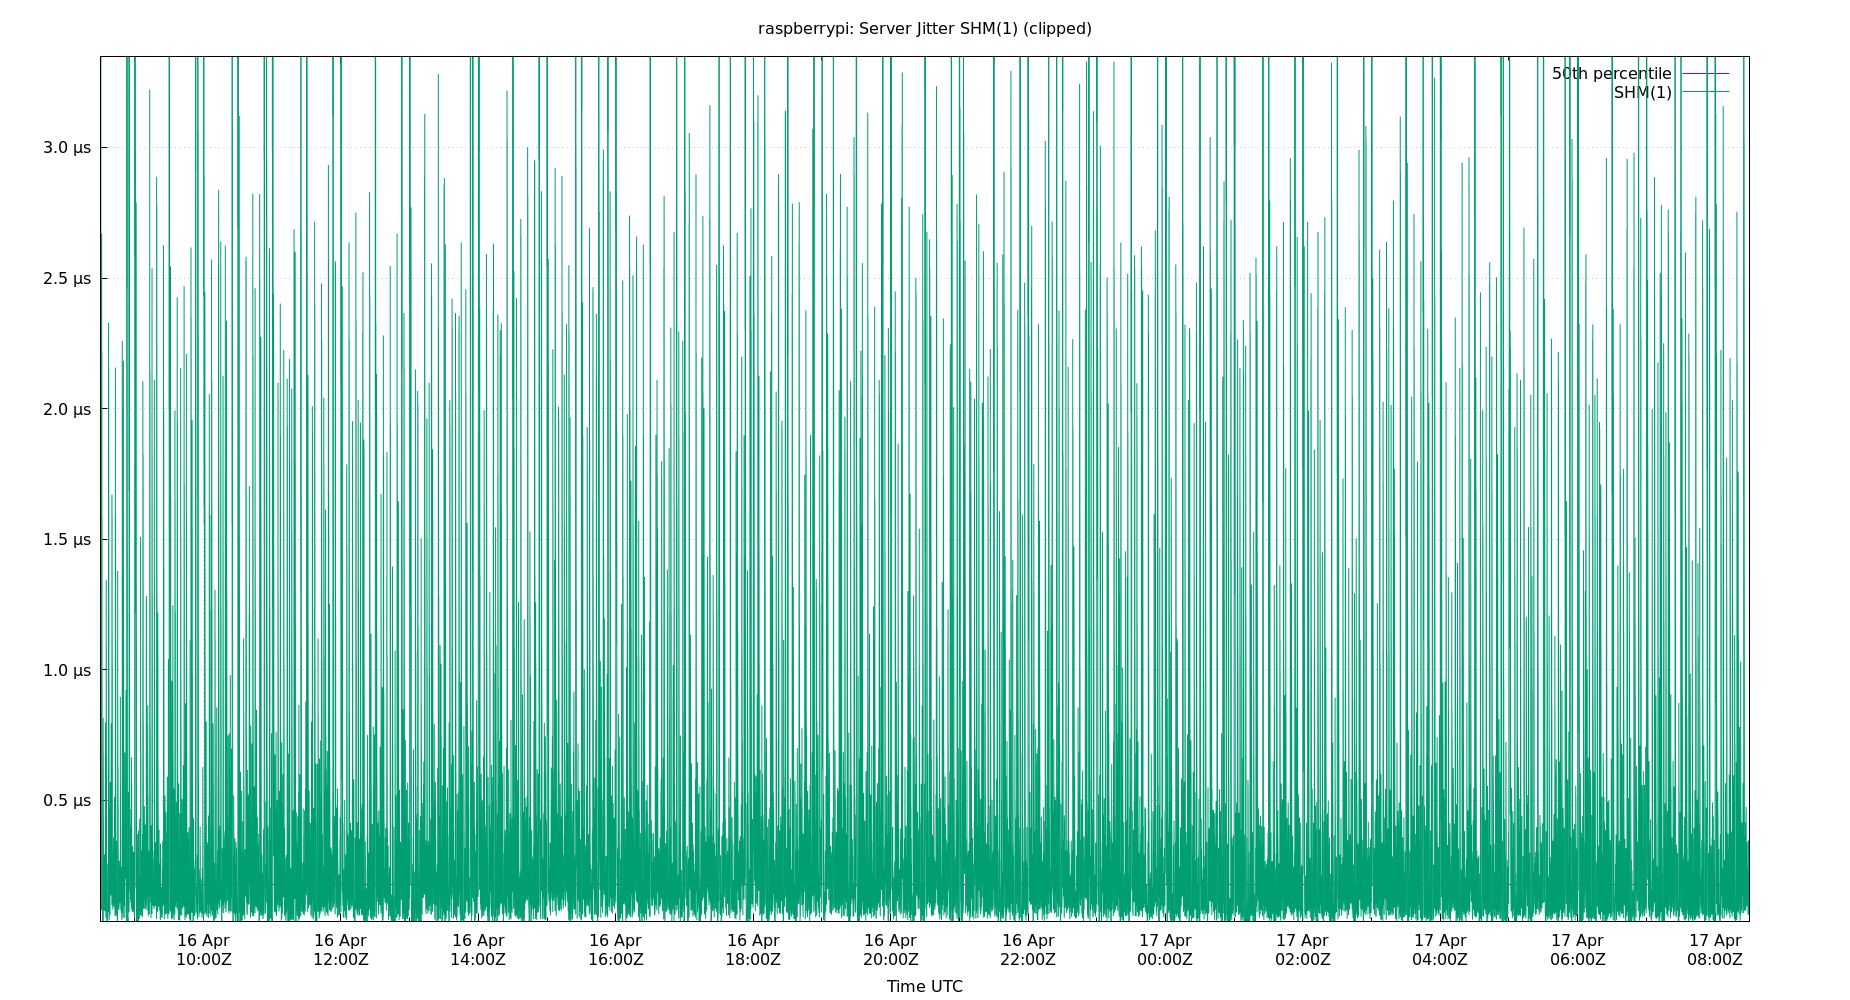 raspberrypi: Server Jitter SHM(1) (clipped)
50th percentile
SHM(1)
3.0 µs
2.5 µs
2.0 µs
1.5 µs
1.0 µs
0.5 µs
16 Apr 16 Apr 16 Apr 16 Apr 16 Apr 16 Apr 16 Apr 17 Apr 17 Apr 17 Apr 17 Apr 17 Apr
10:00Z 12:00Z 14:00Z 16:00Z 18:00Z 20:00Z 22:00Z 00:00Z 02:00Z 04:00Z 06:00Z 08:00Z
Time UTC